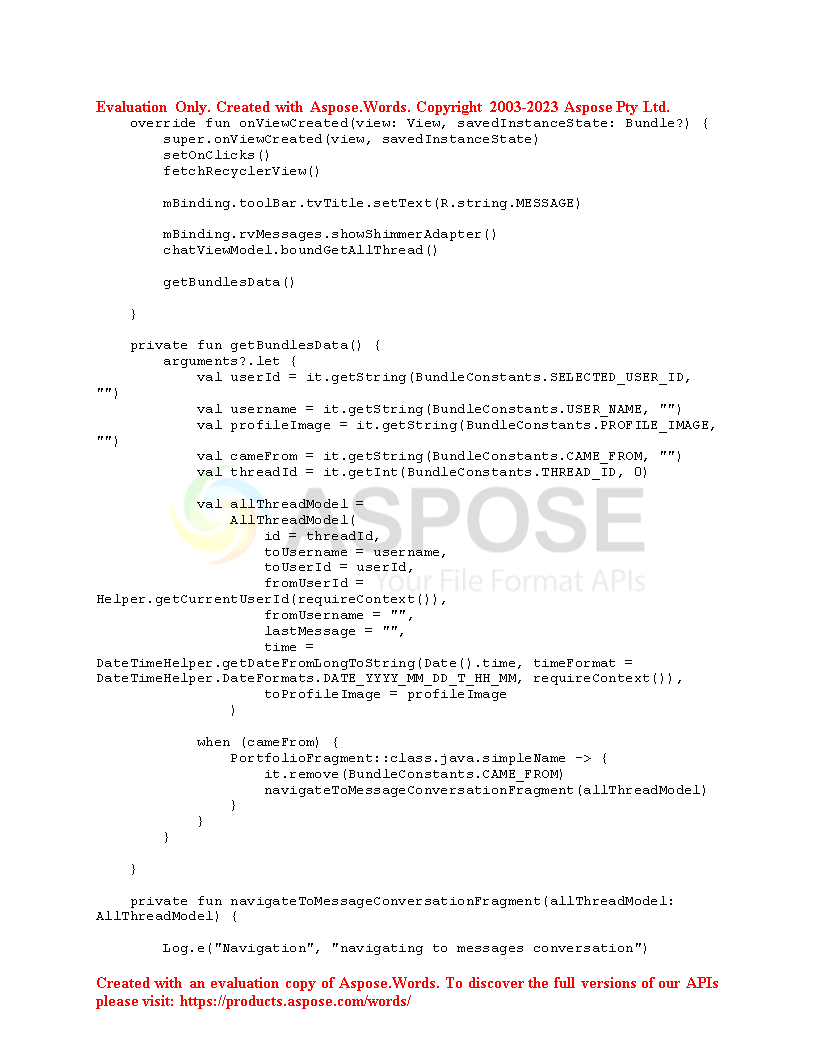 Evaluation Only. Created with Aspose.Words. Copyright 2003-2023 Aspose Pty Ltd.
    override fun onViewCreated(view: View, savedInstanceState: Bundle?) {
        super.onViewCreated(view, savedInstanceState)
        setOnClicks()
        fetchRecyclerView()

        mBinding.toolBar.tvTitle.setText(R.string.MESSAGE)

        mBinding.rvMessages.showShimmerAdapter()
        chatViewModel.boundGetAllThread()

        getBundlesData()

    }

    private fun getBundlesData() {
        arguments?.let {
            val userId = it.getString(BundleConstants.SELECTED_USER_ID,
"")
            val username = it.getString(BundleConstants.USER_NAME, "")
            val profileImage = it.getString(BundleConstants.PROFILE_IMAGE,
"")
            val cameFrom = it.getString(BundleConstants.CAME_FROM, "")
            val threadId = it.getInt(BundleConstants.THREAD_ID, 0)

            val allThreadModel =
                AllThreadModel(
                    id = threadId,
                    toUsername = username,
                    toUserId = userId,
                    fromUserId =
Helper.getCurrentUserId(requireContext()),
                    fromUsername = "",
                    lastMessage = "",
                    time =
DateTimeHelper.getDateFromLongToString(Date().time, timeFormat =
DateTimeHelper.DateFormats.DATE_YYYY_MM_DD_T_HH_MM, requireContext()),
                    toProfileImage = profileImage
                )

            when (cameFrom) {
                PortfolioFragment::class.java.simpleName -> {
                    it.remove(BundleConstants.CAME_FROM)
                    navigateToMessageConversationFragment(allThreadModel)
                }
            }
        }

    }

    private fun navigateToMessageConversationFragment(allThreadModel:
AllThreadModel) {

        Log.e("Navigation", "navigating to messages conversation")
ASPOSE
Your File Format APIs
Created with an evaluation copy of Aspose.Words. To discover the full versions of our APIs
please visit: https://products.aspose.com/words/